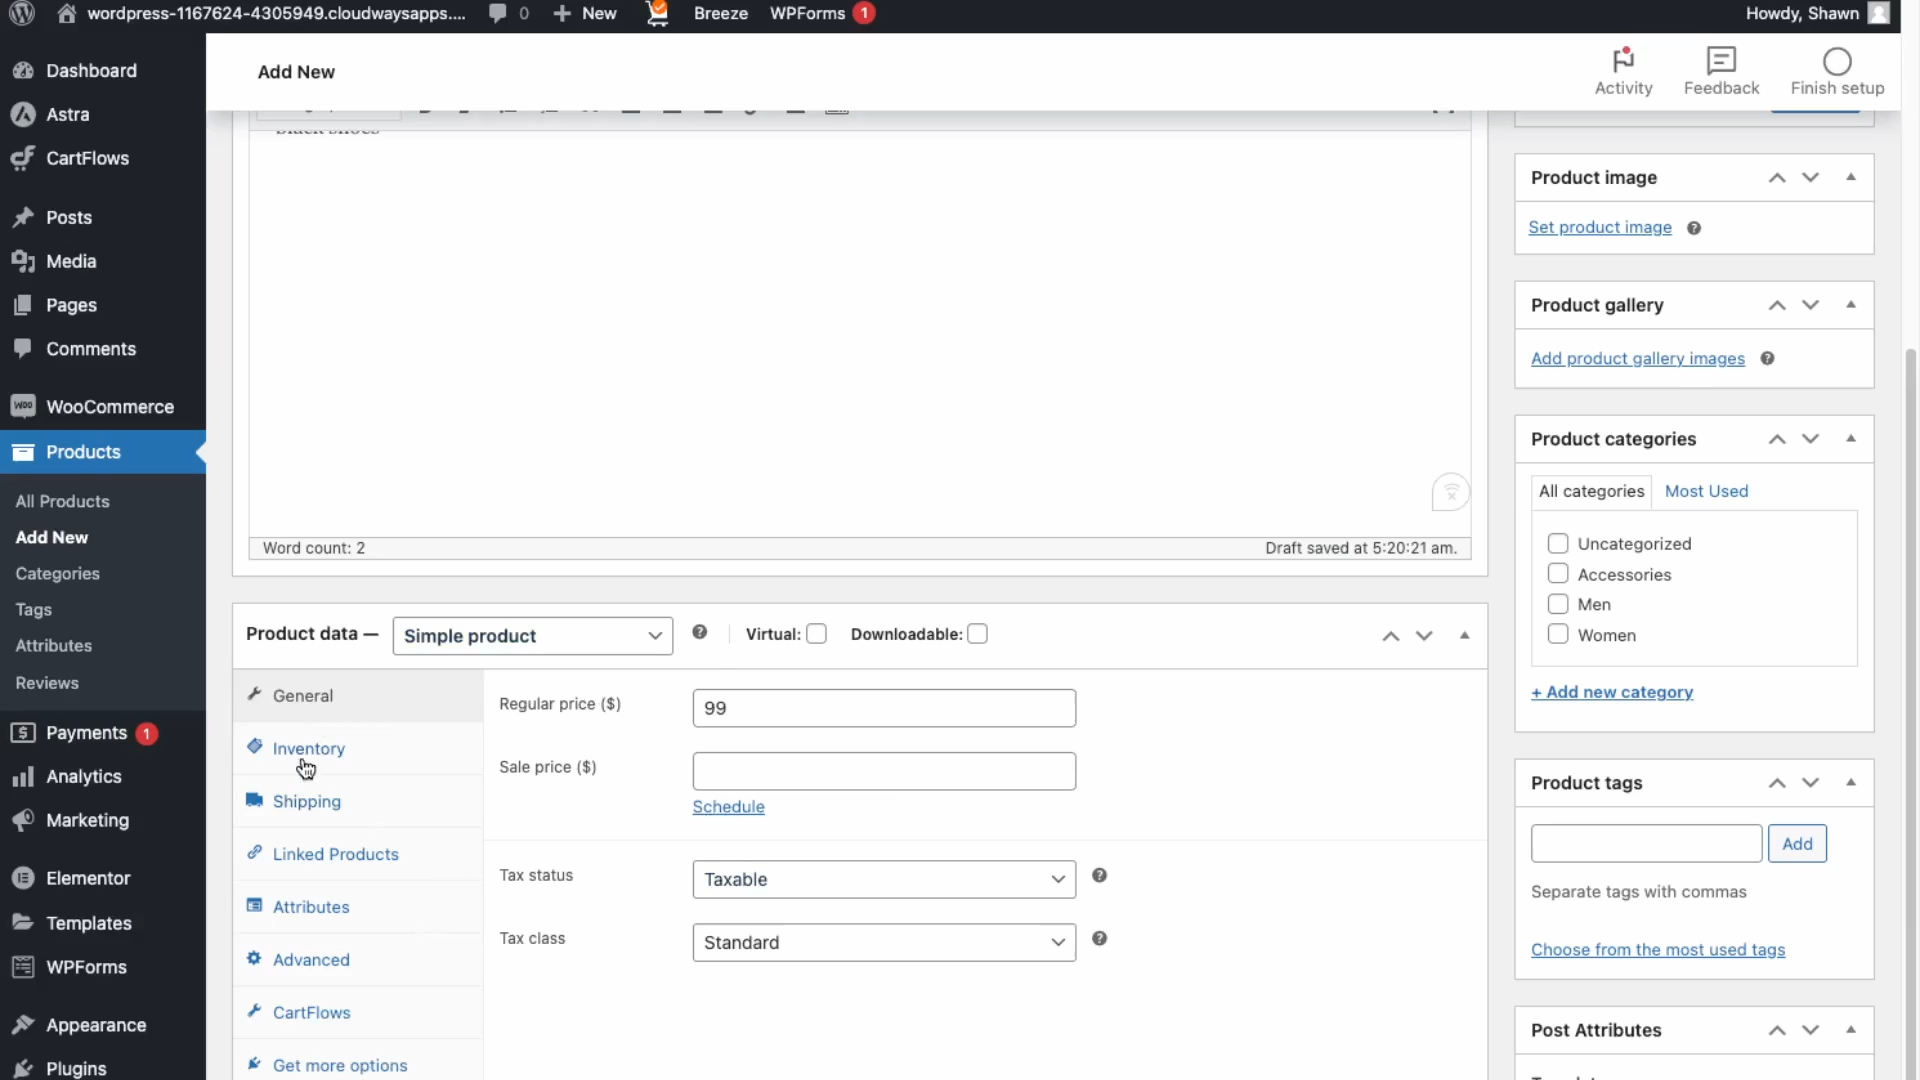 wordpress-1167624-4305949.cloudwaysapps.... 0 New Breeze WPForms 1 Howdy, Shawn
Dashboard
Astra
CartFlows
Posts
Media
Pages
Comments
WooCommerce
Products
All Products
Add New
Categories
Tags
Attributes
Reviews
Payments 1
Analytics
Marketing
Elementor
Templates
WPForms
Appearance
Plugins
Add New
Activity
Feedback
Finish setup
black shoes
Word count: 2
Draft saved at 5:20:21 am.
Product data — Simple product Virtual: Downloadable:
General
Inventory
Shipping
Linked Products
Attributes
Advanced
CartFlows
Get more options
Regular price ($) 99
Sale price ($)
Schedule
Tax status Taxable
Tax class Standard
Product image
Set product image
Product gallery
Add product gallery images
Product categories
All categories Most Used
Uncategorized
Accessories
Men
Women
+ Add new category
Product tags
Add
Separate tags with commas
Choose from the most used tags
Post Attributes